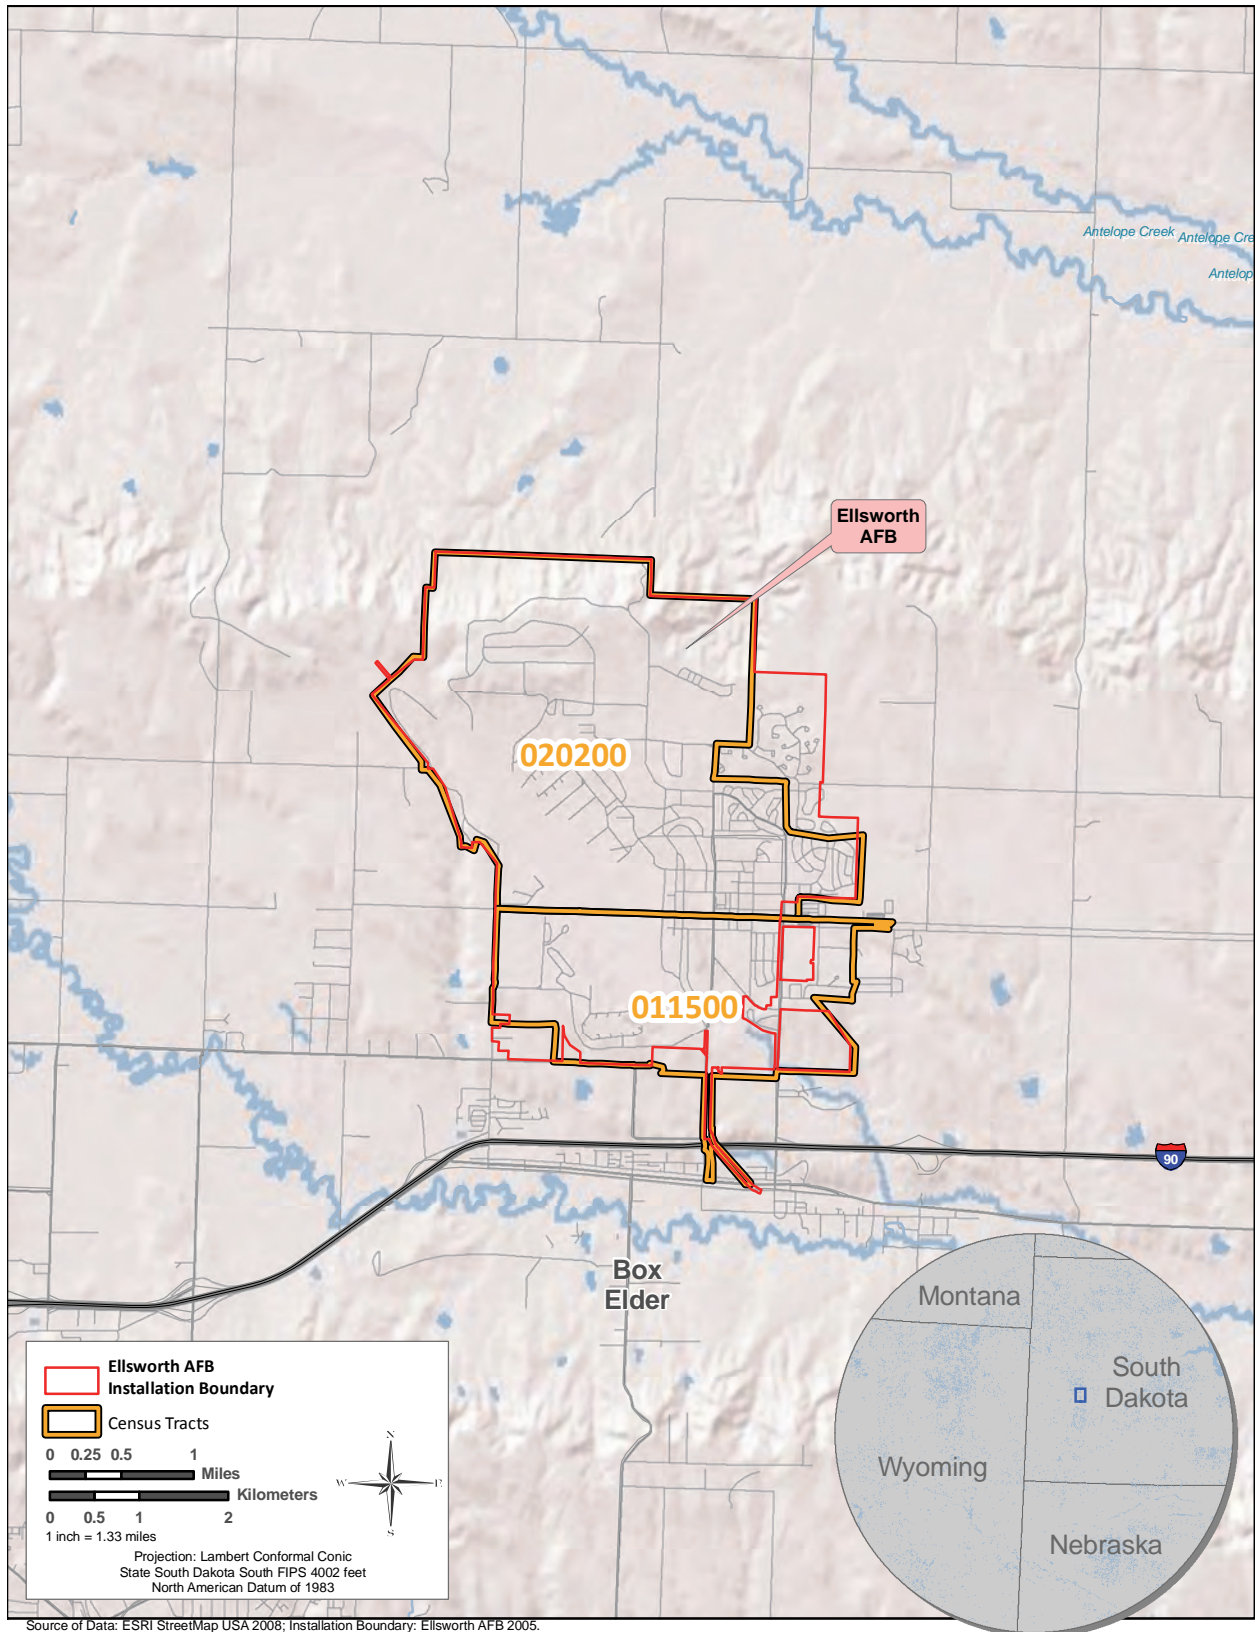 Antelope Creek
Antelope Cre
Antelop
Ellsworth
AFB
020200
011500
90
Box
Elder
Montana
South
Dakota
Wyoming
Nebraska
Ellsworth AFB
Installation Boundary
Census Tracts
0 0.25 0.5 1
Miles
Kilometers
0 0.5 1 2
1 inch = 1.33 miles
N
W E
S
Projection: Lambert Conformal Conic
State South Dakota South FIPS 4002 feet
North American Datum of 1983
Source of Data: ESRI StreetMap USA 2008; Installation Boundary: Ellsworth AFB 2005.